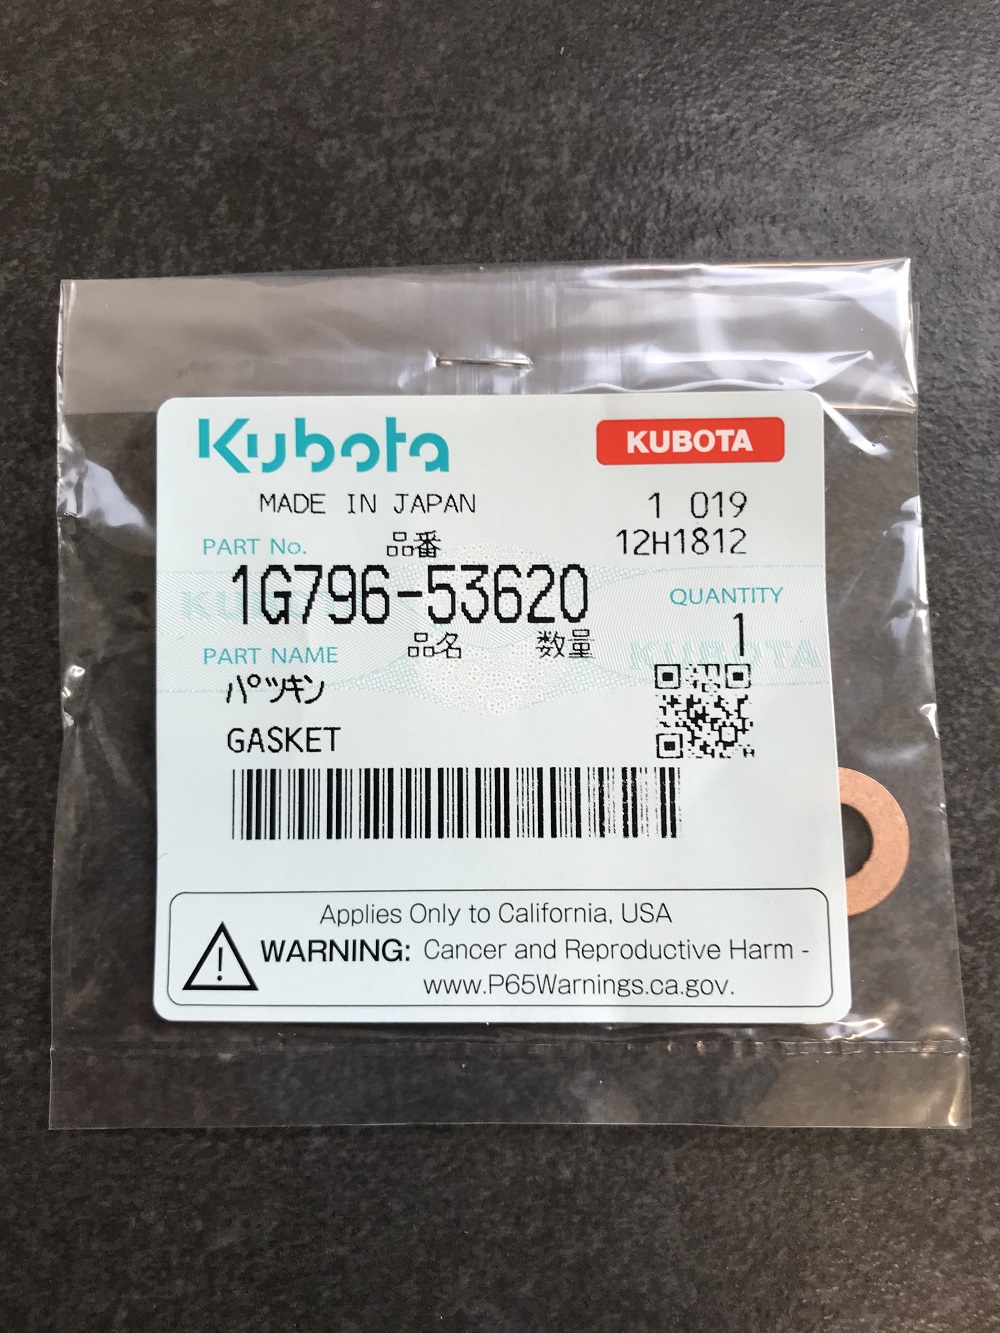 Kubota
KUBOTA
MADE IN JAPAN
1 019
PART No.
品番
12H1812
1G796-53620
QUANTITY
1
品名
数量
PART NAME
パツキン
GASKET
Applies Only to California, USA
WARNING: Cancer and Reproductive Harm -
www.P65Warnings.ca.gov.